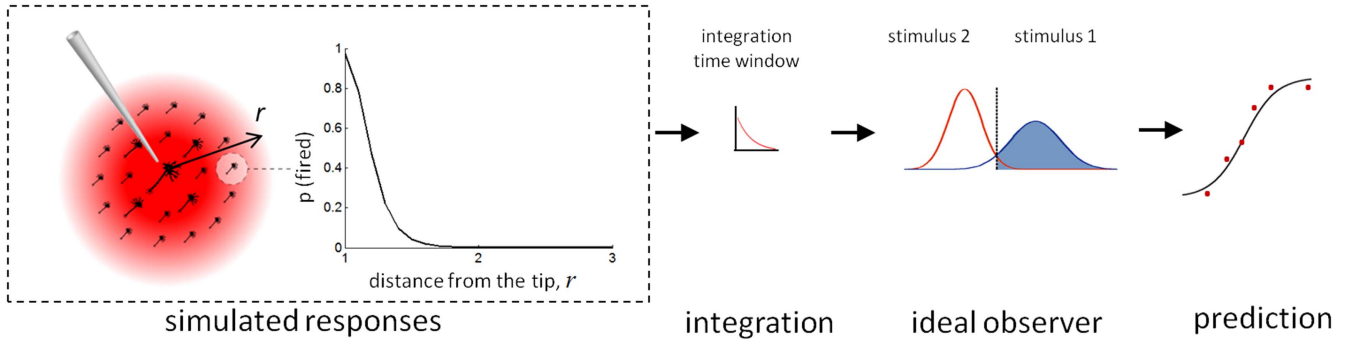 r
p (fired)
1
0.8
0.6
0.4
0.2
0
1
2
3
distance from the tip, r
simulated responses
integration
time window
integration
stimulus 2
stimulus 1
ideal observer
prediction